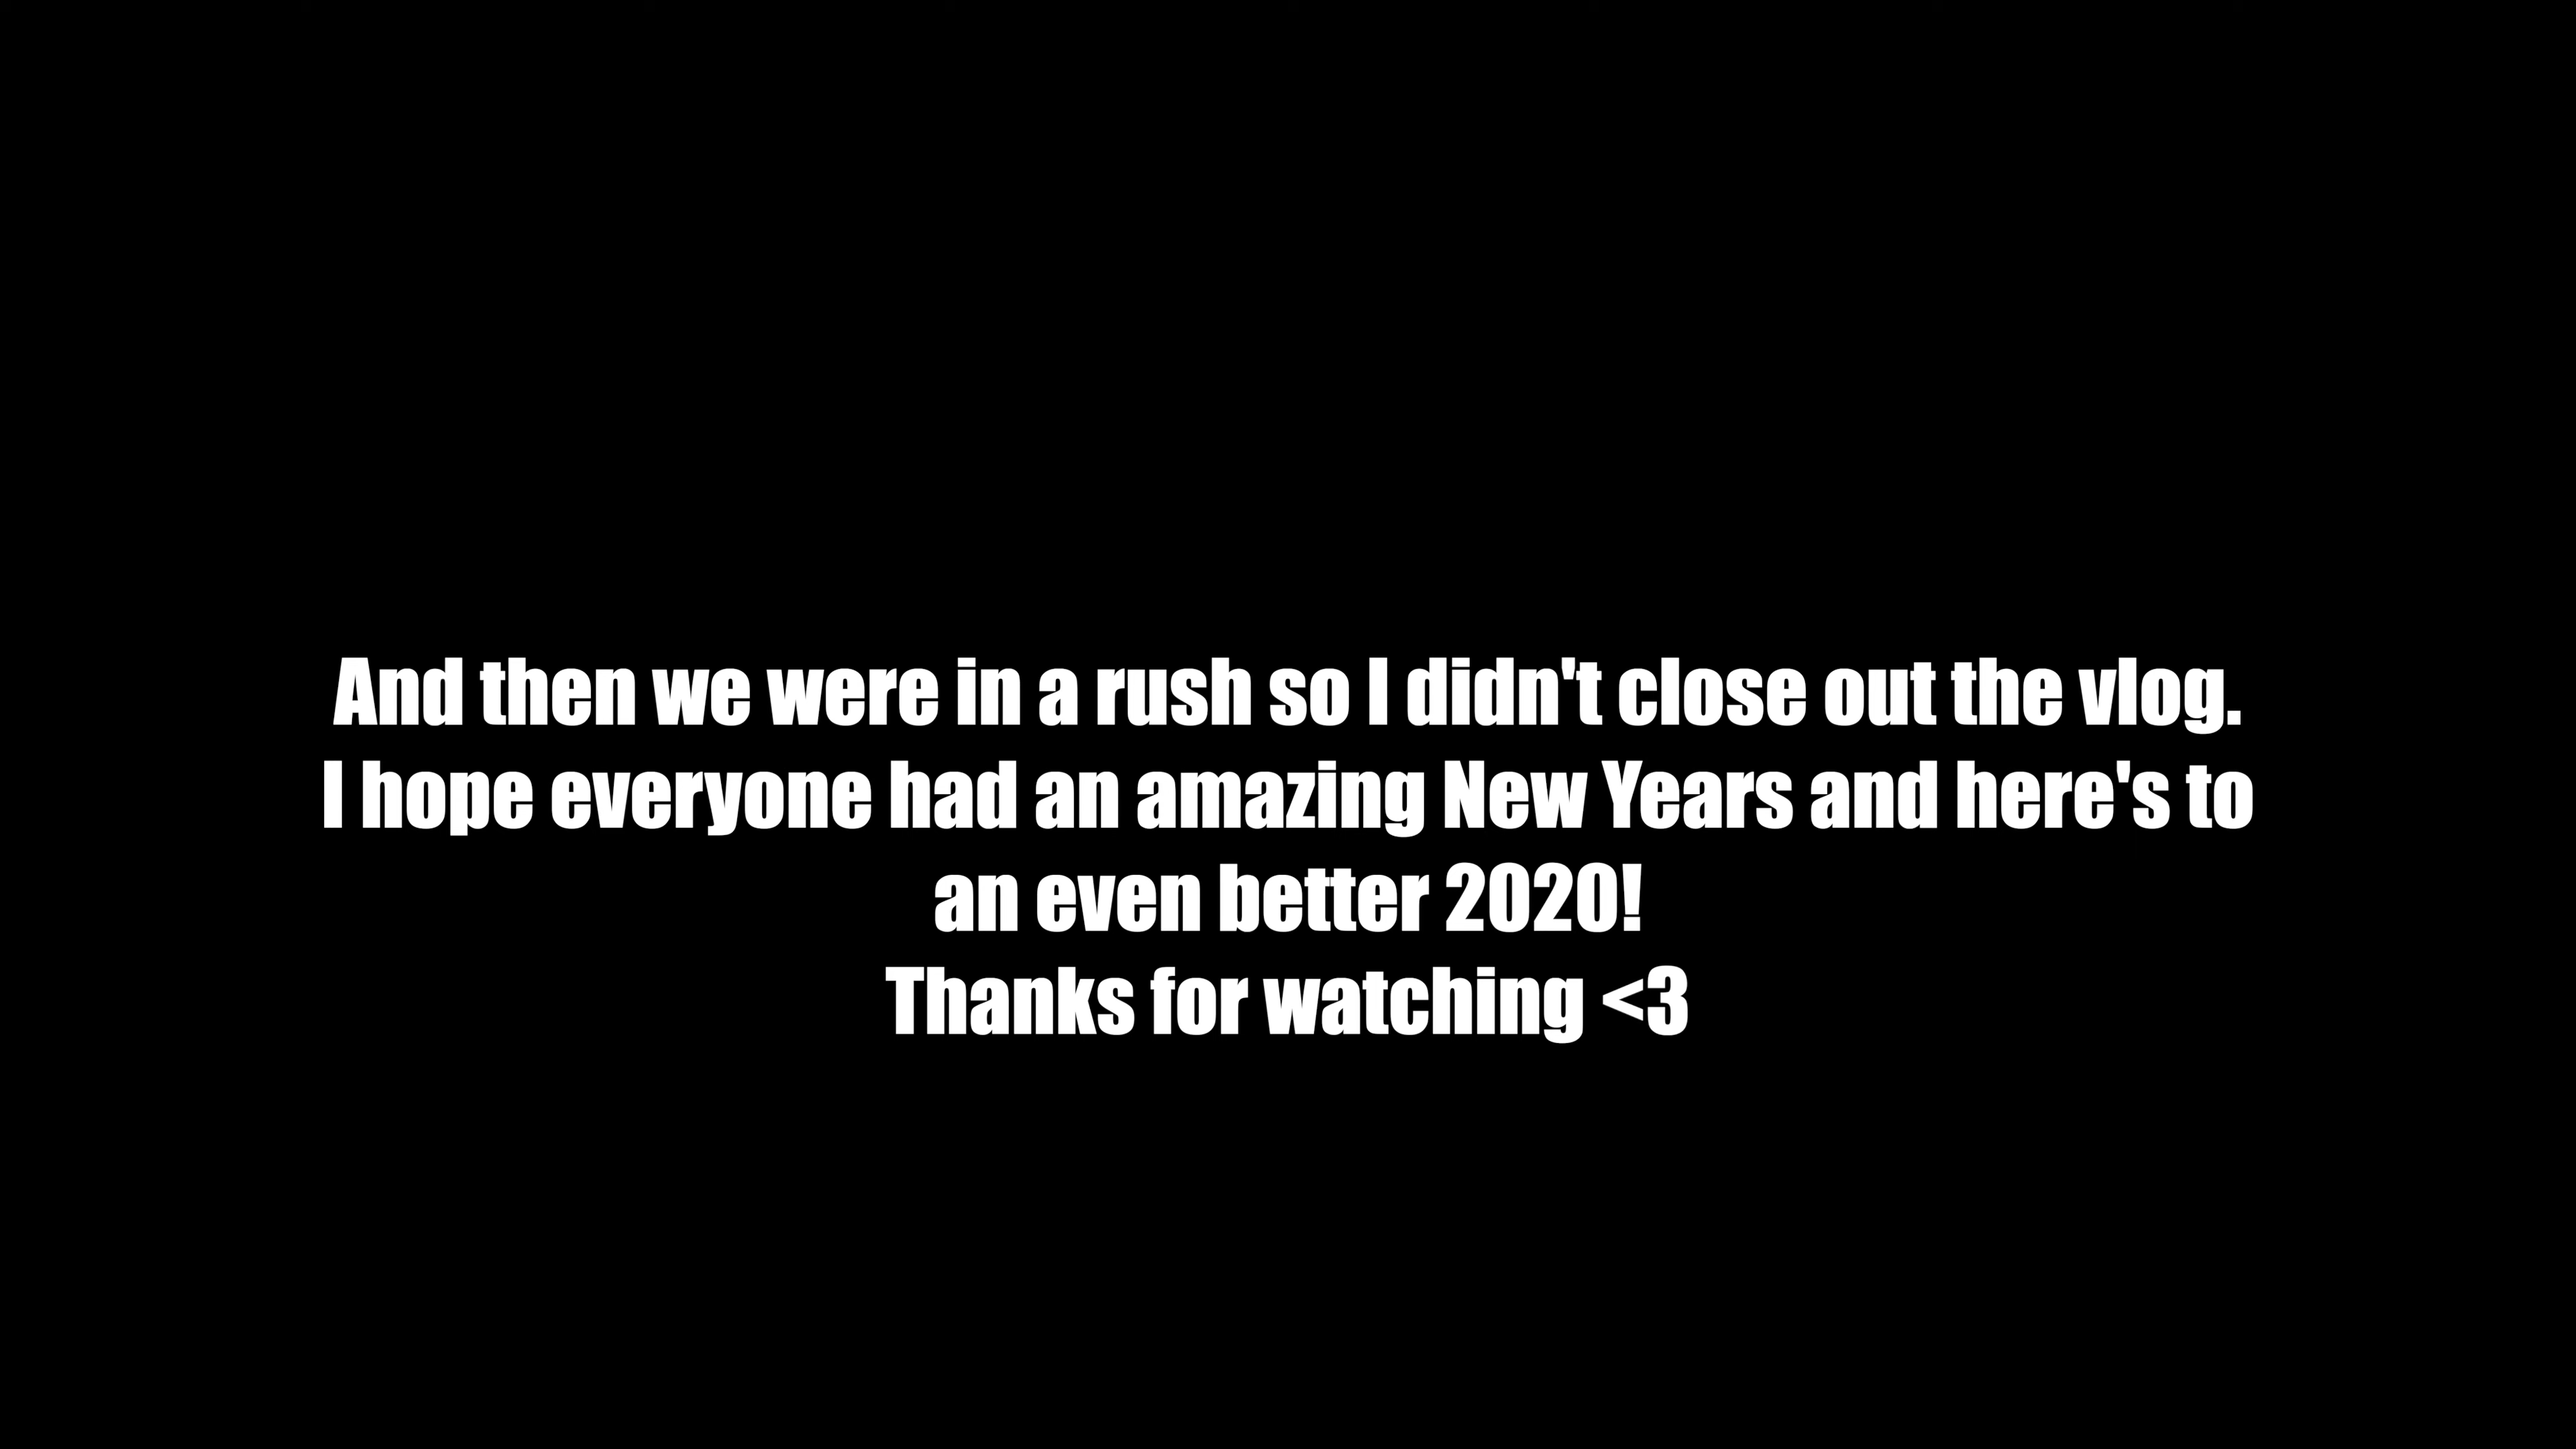 And then we were in a rush so I didn't close out the vlog.
I hope everyone had an amazing New Years and here's to
an even better 2020!
Thanks for watching <3